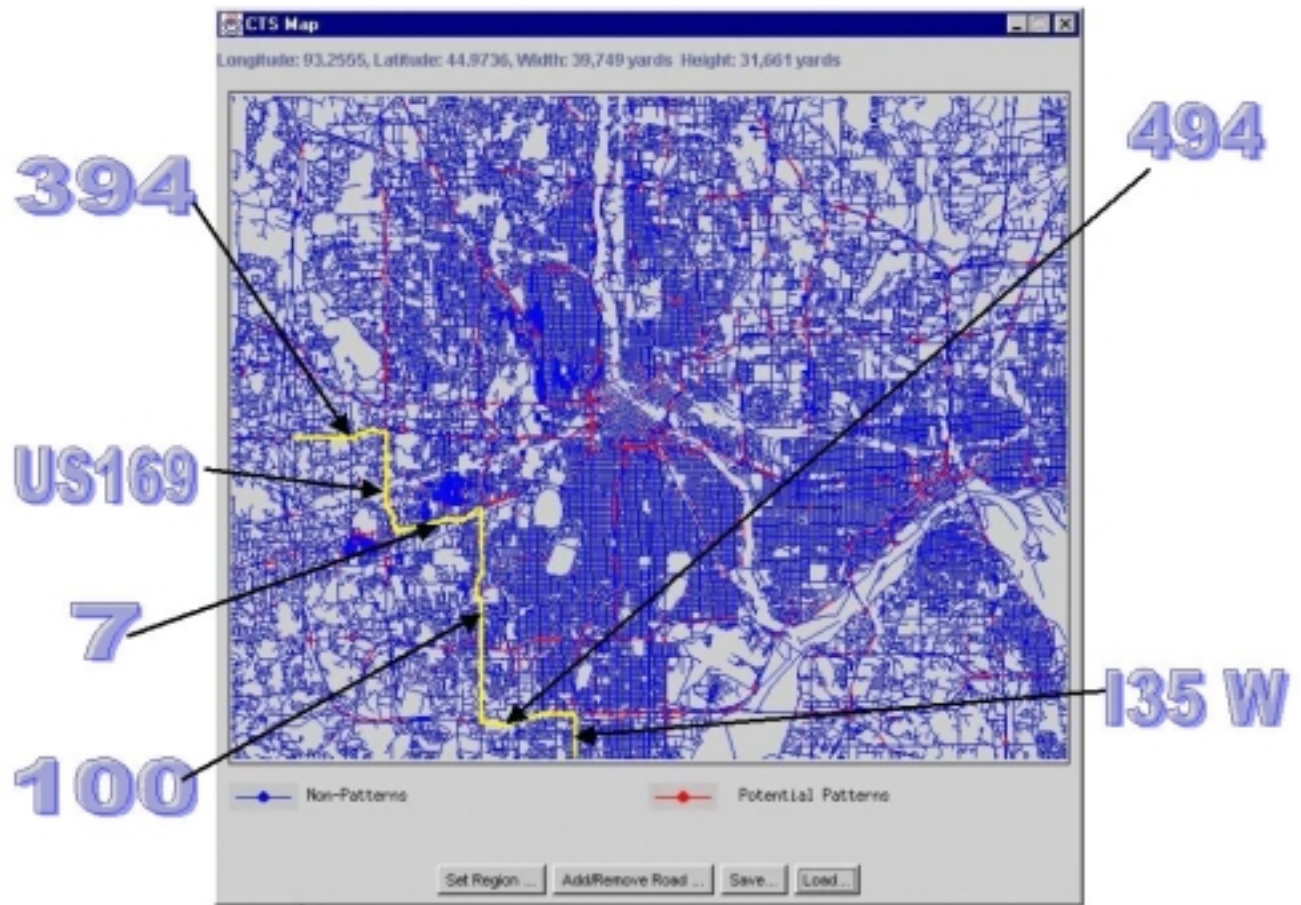 CTS Map
Longitude: 93.2555, Latitude: 44.9736, Width: 39,749 yards Height: 31,661 yards
494
394
US169
7
I35 W
100
Non-Patterns
Potential Patterns
Set Region ...
Add/Remove Road ...
Save...
Load...